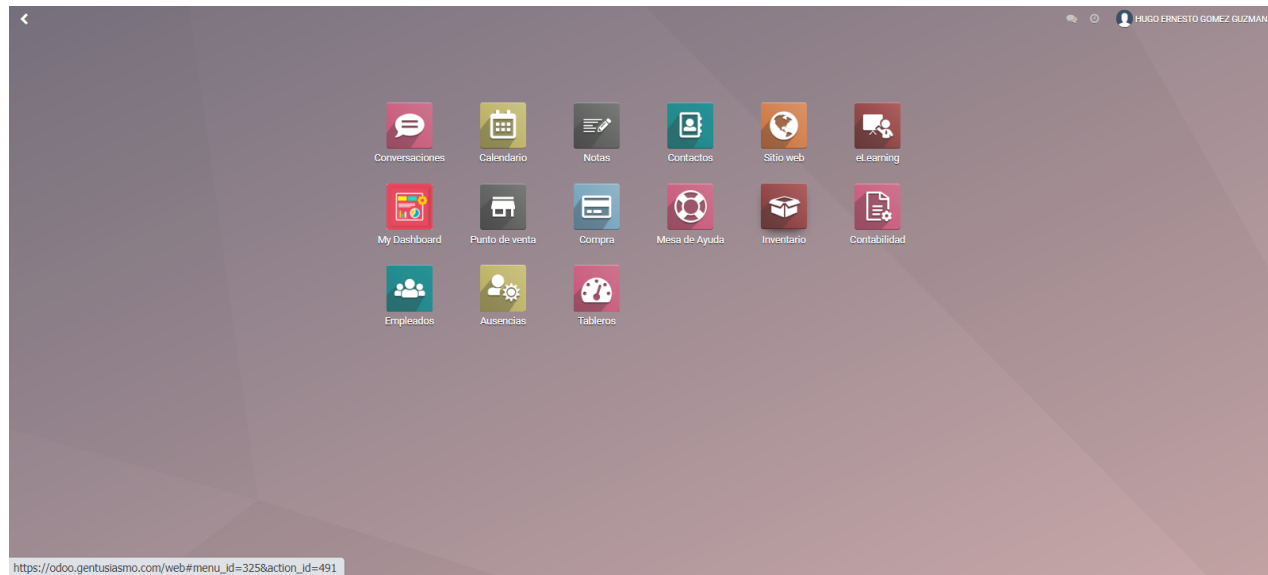 HUGO ERNESTO GOMEZ GUZMAN
Conversaciones
Calendario
Notas
Contactos
Sitio web
eLearning
My Dashboard
Punto de venta
Compra
Mesa de Ayuda
Inventario
Contabilidad
Empleados
Ausencias
Tableros
https://odoo.gentusiasmo.com/web#menu_id=325&action_id=491